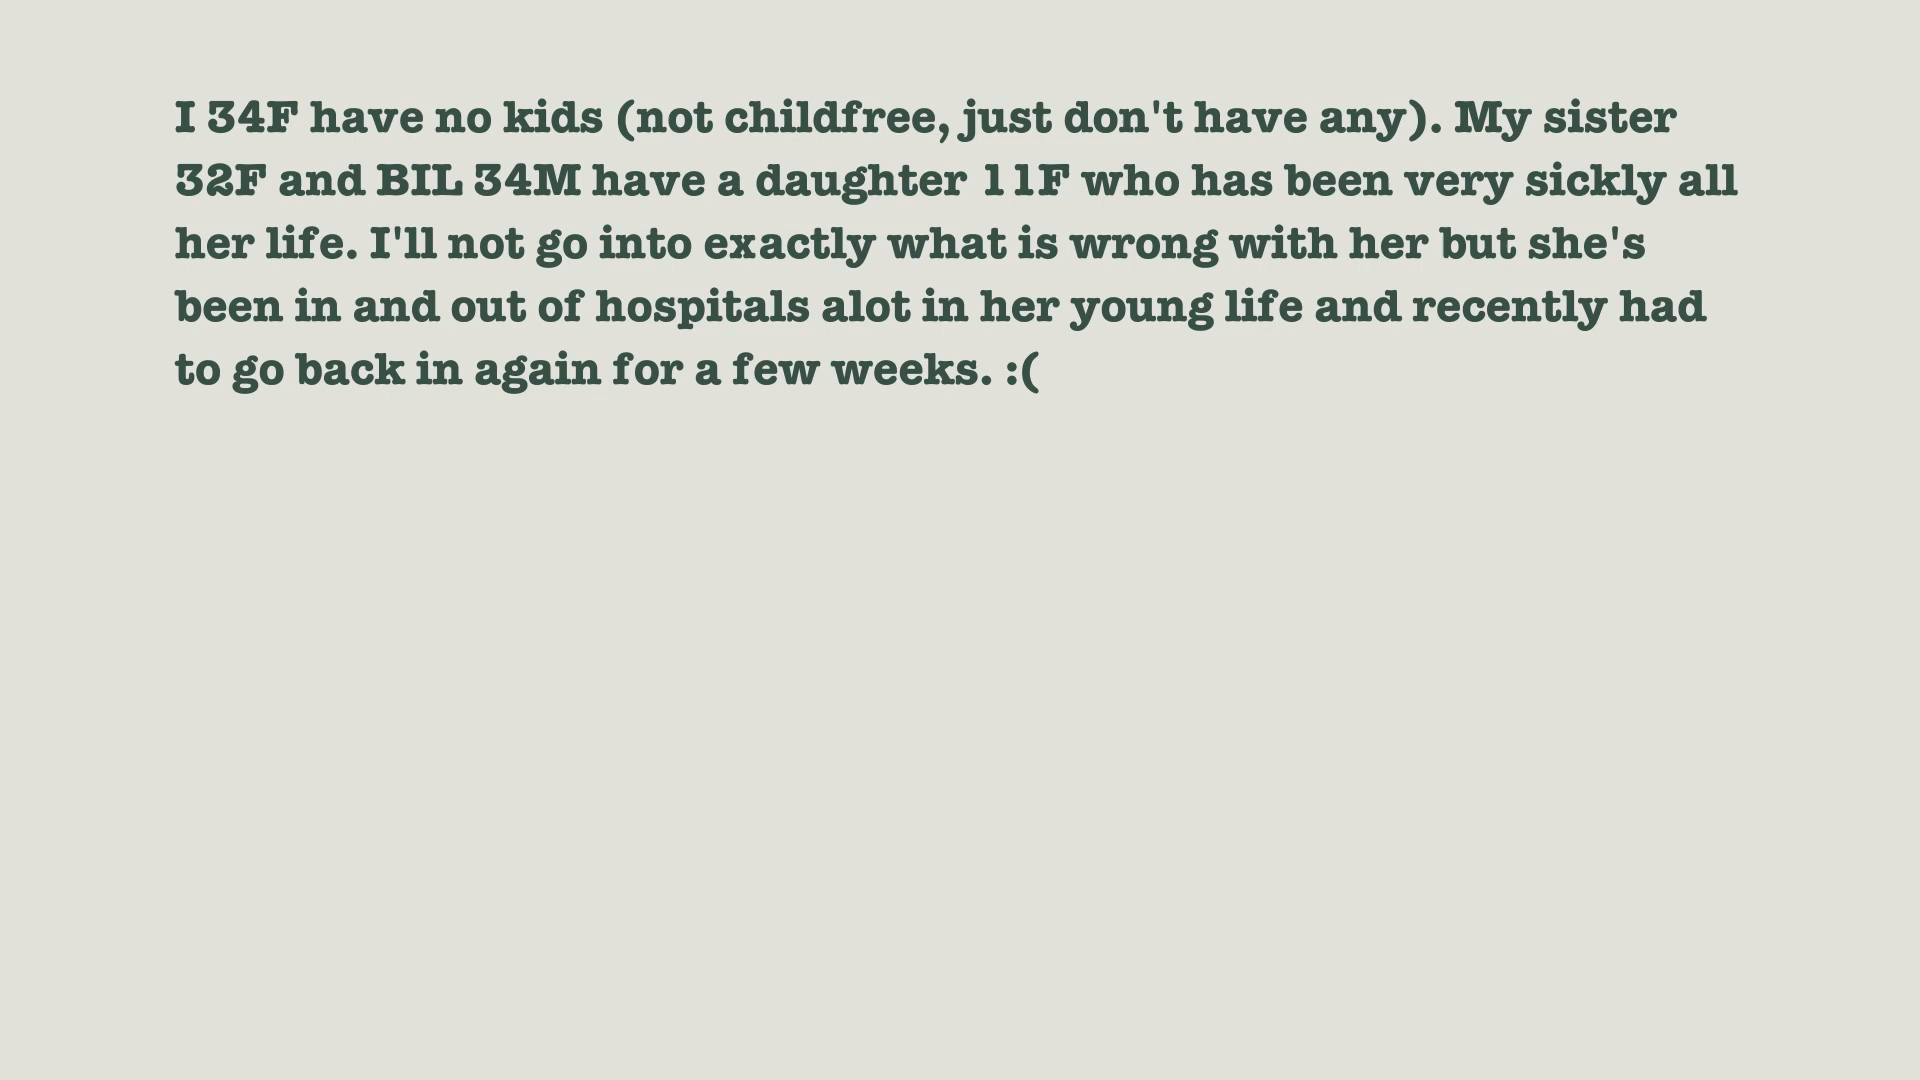 I 34F have no kids (not childfree, just don't have any). My sister
32F and BIL 34M have a daughter 11F who has been very sickly all
her life. I'll not go into exactly what is wrong with her but she's
been in and out of hospitals alot in her young life and recently had
to go back in again for a few weeks. :(